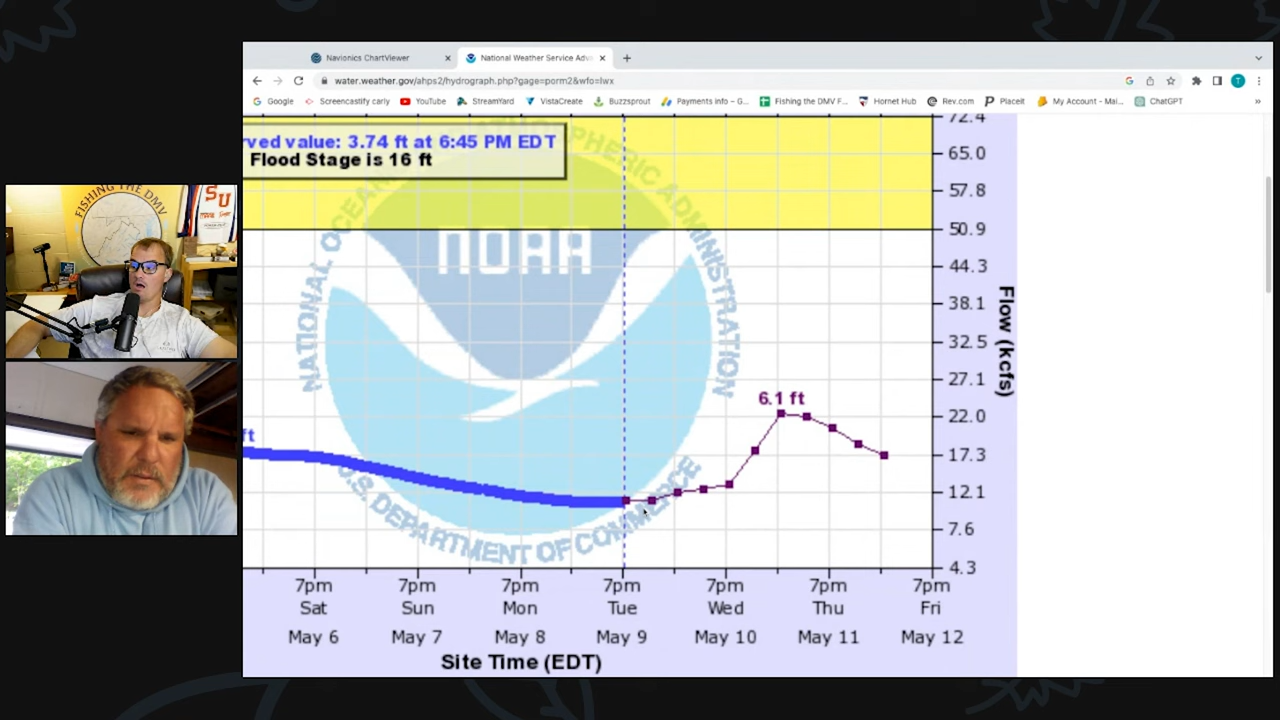 Navionics ChartViewer
National Weather Service Adv
water.weather.gov/ahps2/hydrograph.php?gage=porm2&wfo=lwx
Google Screencastify carly YouTube StreamYard VistaCreate Buzzsprout Payments info – G... Fishing the DMV F... Hornet Hub Rev.com Placeit My Account - Mai... ChatGPT
ved value: 3.74 ft at 6:45 PM EDT
Flood Stage is 16 ft
NATIONAL OCEANIC ATMOSPHERIC ADMINISTRATION
NOAA
U.S. DEPARTMENT OF COMMERCE
ft
6.1 ft
72.4
65.0
57.8
50.9
44.3
38.1
32.5
27.1
22.0
17.3
12.1
7.6
4.3
Flow (kcfs)
7pm 7pm 7pm 7pm 7pm 7pm 7pm
Sat Sun Mon Tue Wed Thu Fri
May 6 May 7 May 8 May 9 May 10 May 11 May 12
Site Time (EDT)
FISHING THE DMV
SU